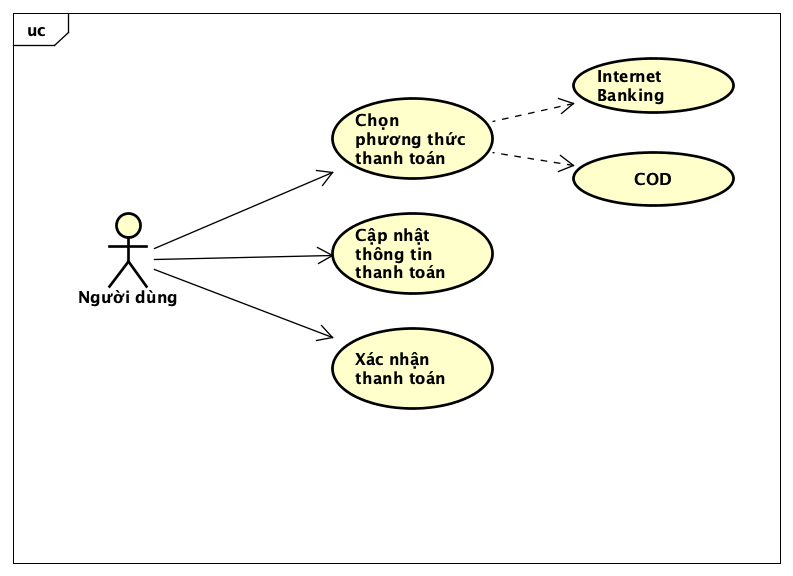 uc
Internet
Banking
Chọn
phương thức
thanh toán
COD
Cập nhật
thông tin
thanh toán
Người dùng
Xác nhận
thanh toán